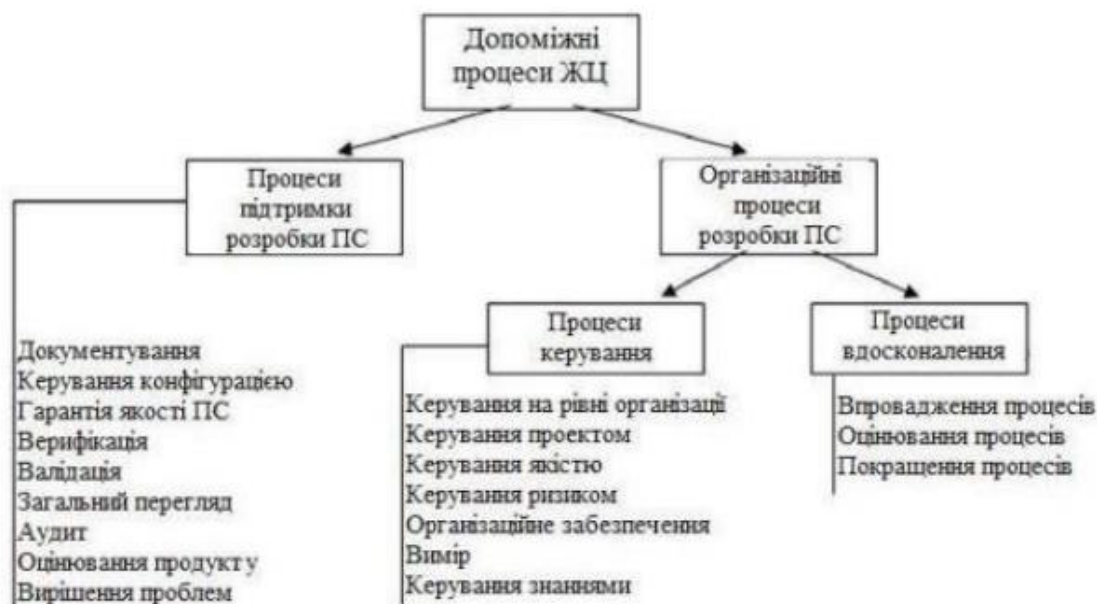 Допоміжні
процеси ЖЦ
Процеси
підтримки
розробки ПС
Організаційні
процеси
розробки ПС
Процеси
керування
Процеси
вдосконалення
Документування
Керування конфігурацією
Гарантія якості ПС
Верифікація
Валідація
Загальний перегляд
Аудит
Оцінювання продукт у
Вирішення проблем
Керування на рівні організації
Керування проектом
Керування якістю
Керування ризиком
Організаційне забезпечення
Вимір
Керування знаннями
Впровадження процесів
Оцінювання процесів
Покращення процесів